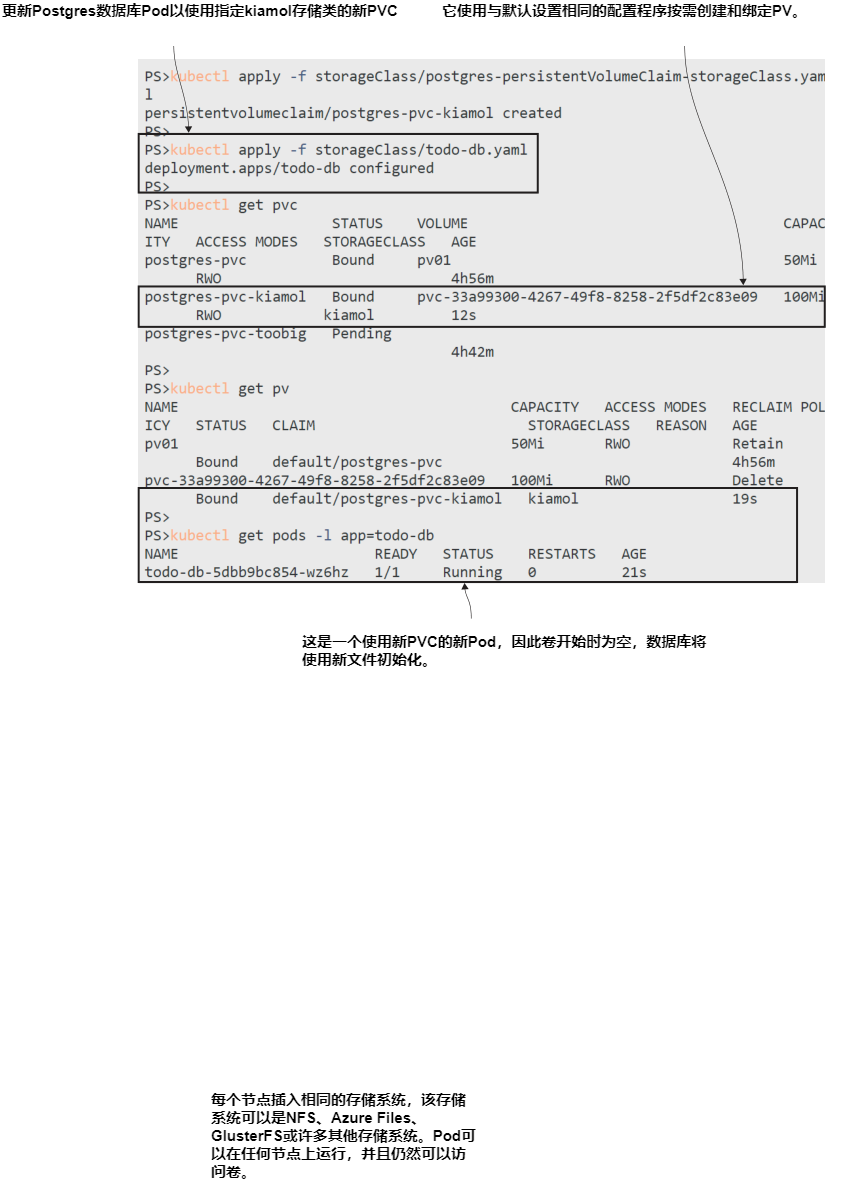 更新Postgres数据库Pod以使用指定kiamol存储类的新PVC
它使用与默认设置相同的配置程序按需创建和绑定PV。
PS>kubectl apply -f storageClass/postgres-persistentVolumeClaim-storageClass.yam
l
persistentvolumeclaim/postgres-pvc-kiamol created
PS>
PS>kubectl apply -f storageClass/todo-db.yaml
deployment.apps/todo-db configured
PS>
PS>kubectl get pvc
NAME STATUS VOLUME CAPAC
ITY ACCESS MODES STORAGECLASS AGE
postgres-pvc Bound pv01 50Mi
RWO 4h56m
postgres-pvc-kiamol Bound pvc-33a99300-4267-49f8-8258-2f5df2c83e09 100Mi
RWO kiamol 12s
postgres-pvc-toobig Pending
4h42m
PS>
PS>kubectl get pv
NAME CAPACITY ACCESS MODES RECLAIM POL
ICY STATUS CLAIM STORAGECLASS REASON AGE
pv01 50Mi RWO Retain
Bound default/postgres-pvc 4h56m
pvc-33a99300-4267-49f8-8258-2f5df2c83e09 100Mi RWO Delete
Bound default/postgres-pvc-kiamol kiamol 19s
PS>
PS>kubectl get pods -l app=todo-db
NAME READY STATUS RESTARTS AGE
todo-db-5dbb9bc854-wz6hz 1/1 Running 0 21s
这是一个使用新PVC的新Pod，因此卷开始时为空，数据库将
使用新文件初始化。
每个节点插入相同的存储系统，该存储
系统可以是NFS、Azure Files、
GlusterFS或许多其他存储系统。Pod可
以在任何节点上运行，并且仍然可以访
问卷。